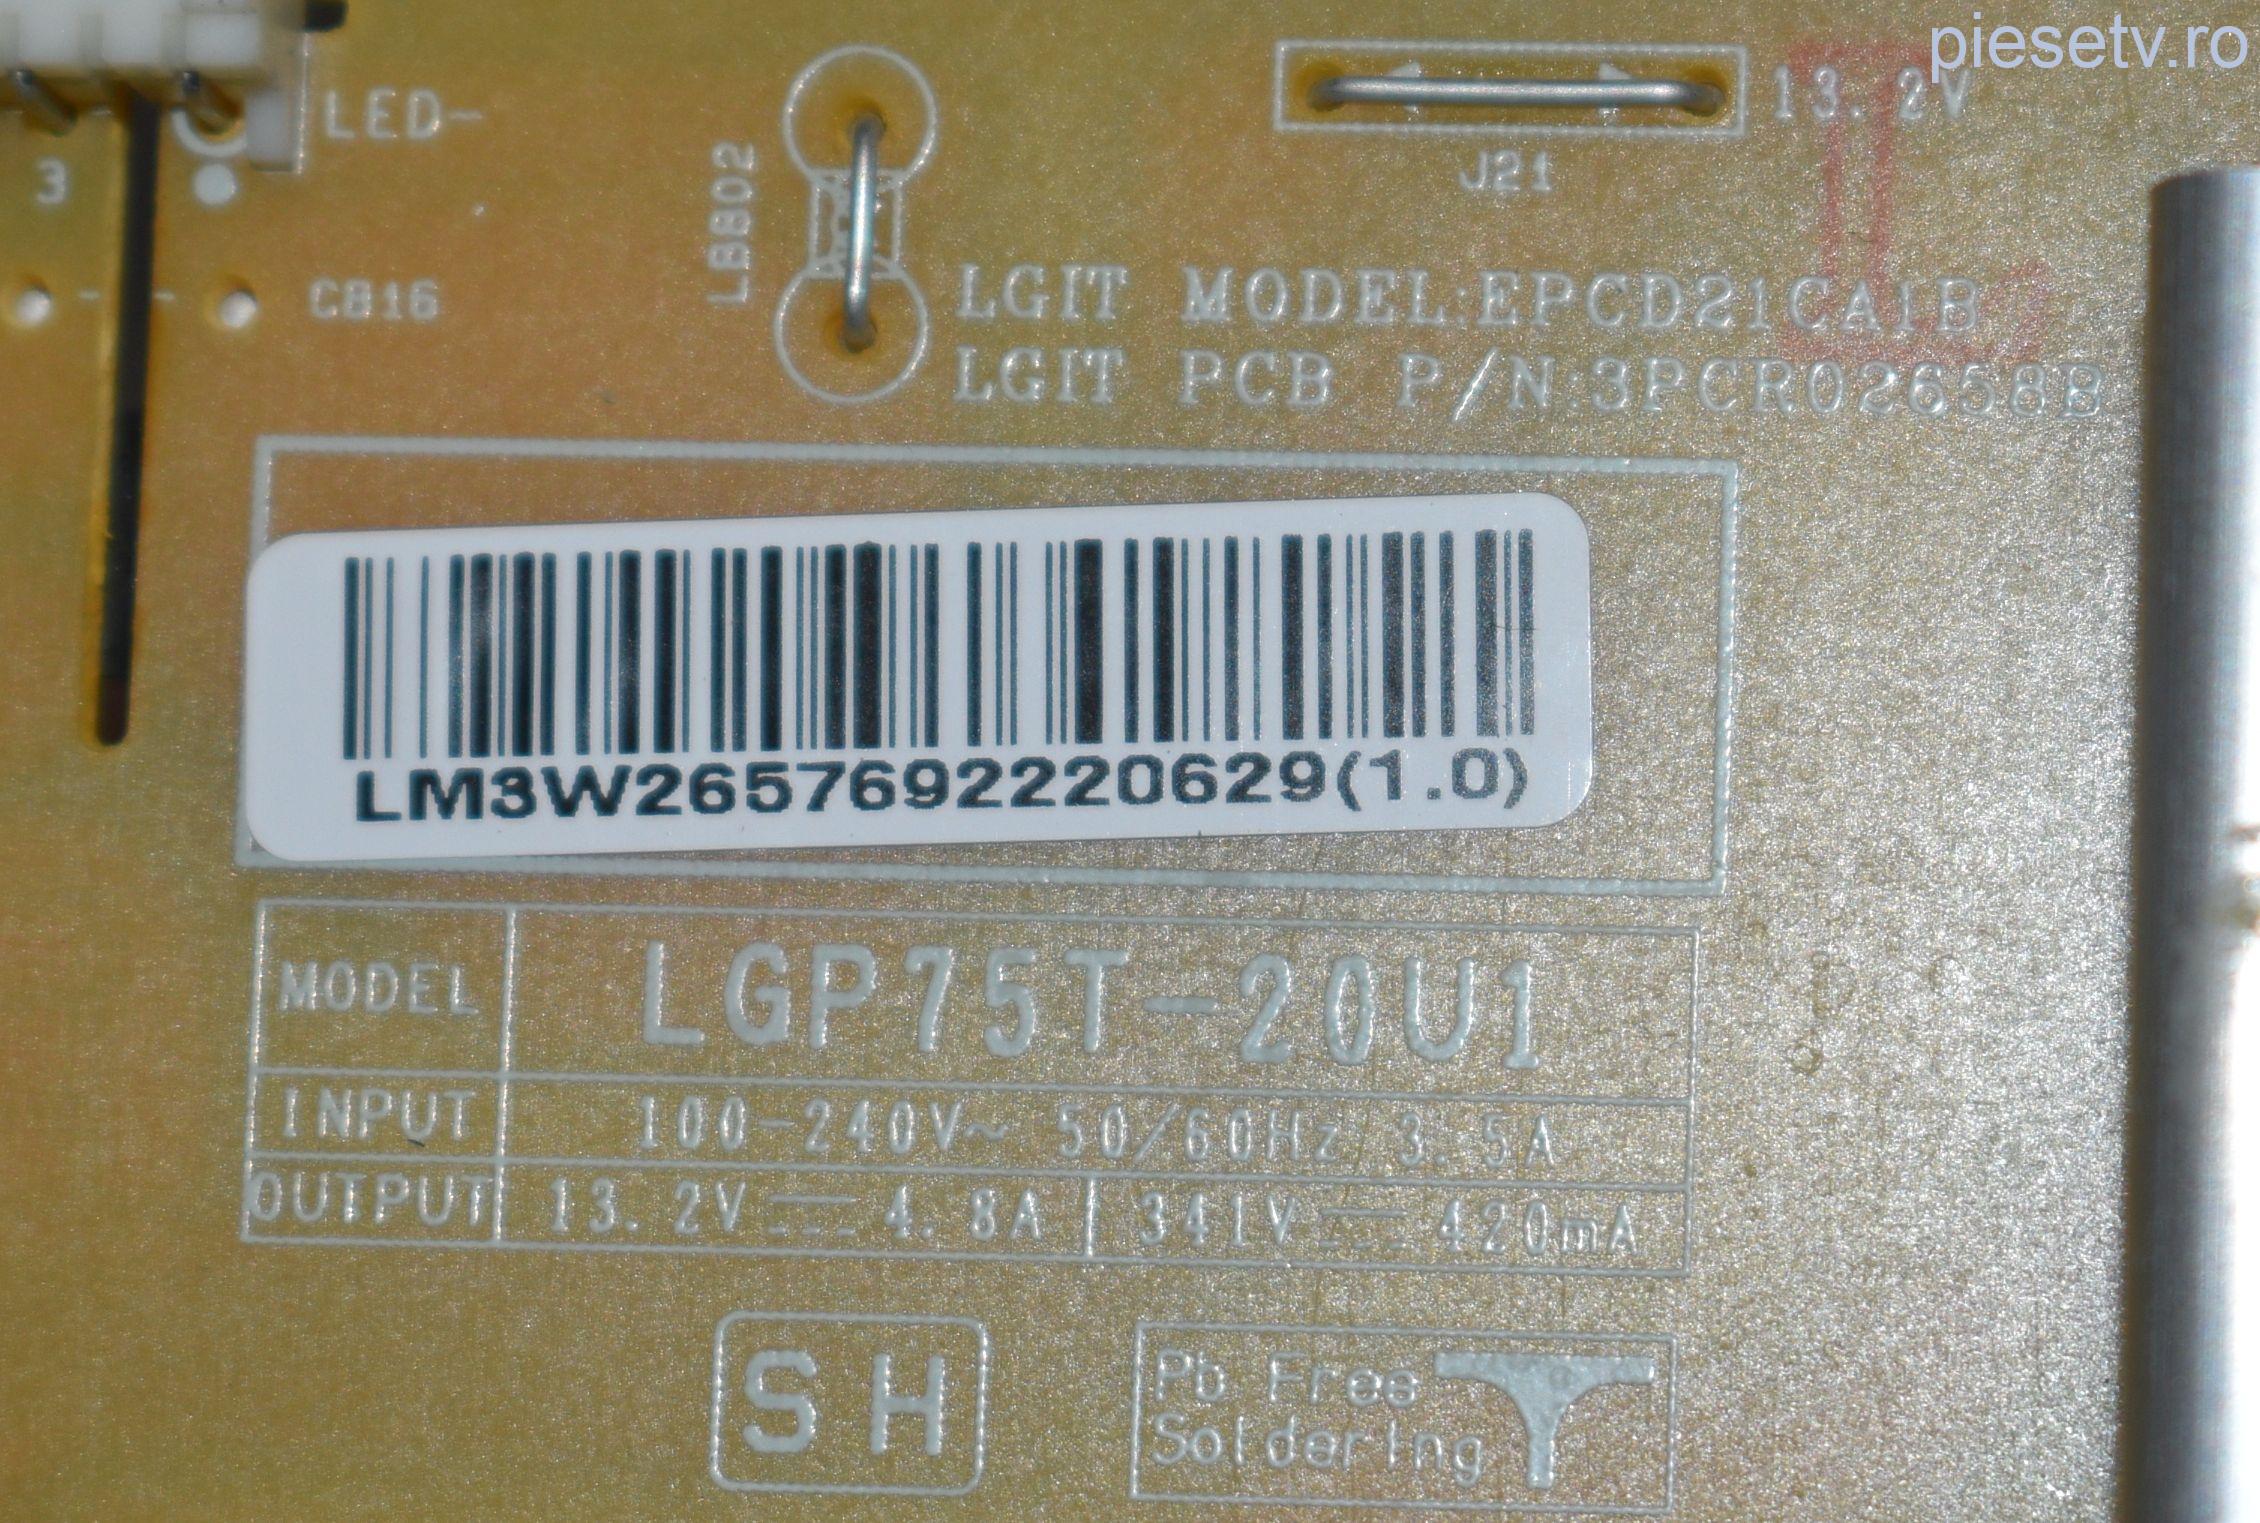 piesetv.ro
LED-
13.2V
3
J21
LB802
CB16
LGIT MODEL:EPCD21CA1B
LGIT PCB P/N:3PCR02658B
LM3W2657692220629(1.0)
MODEL LGP75T-20U1
INPUT 100-240V~ 50/60Hz 3.5A
OUTPUT 13.2V⎓4.8A 341V⎓420mA
SH
Pb Free
Soldering